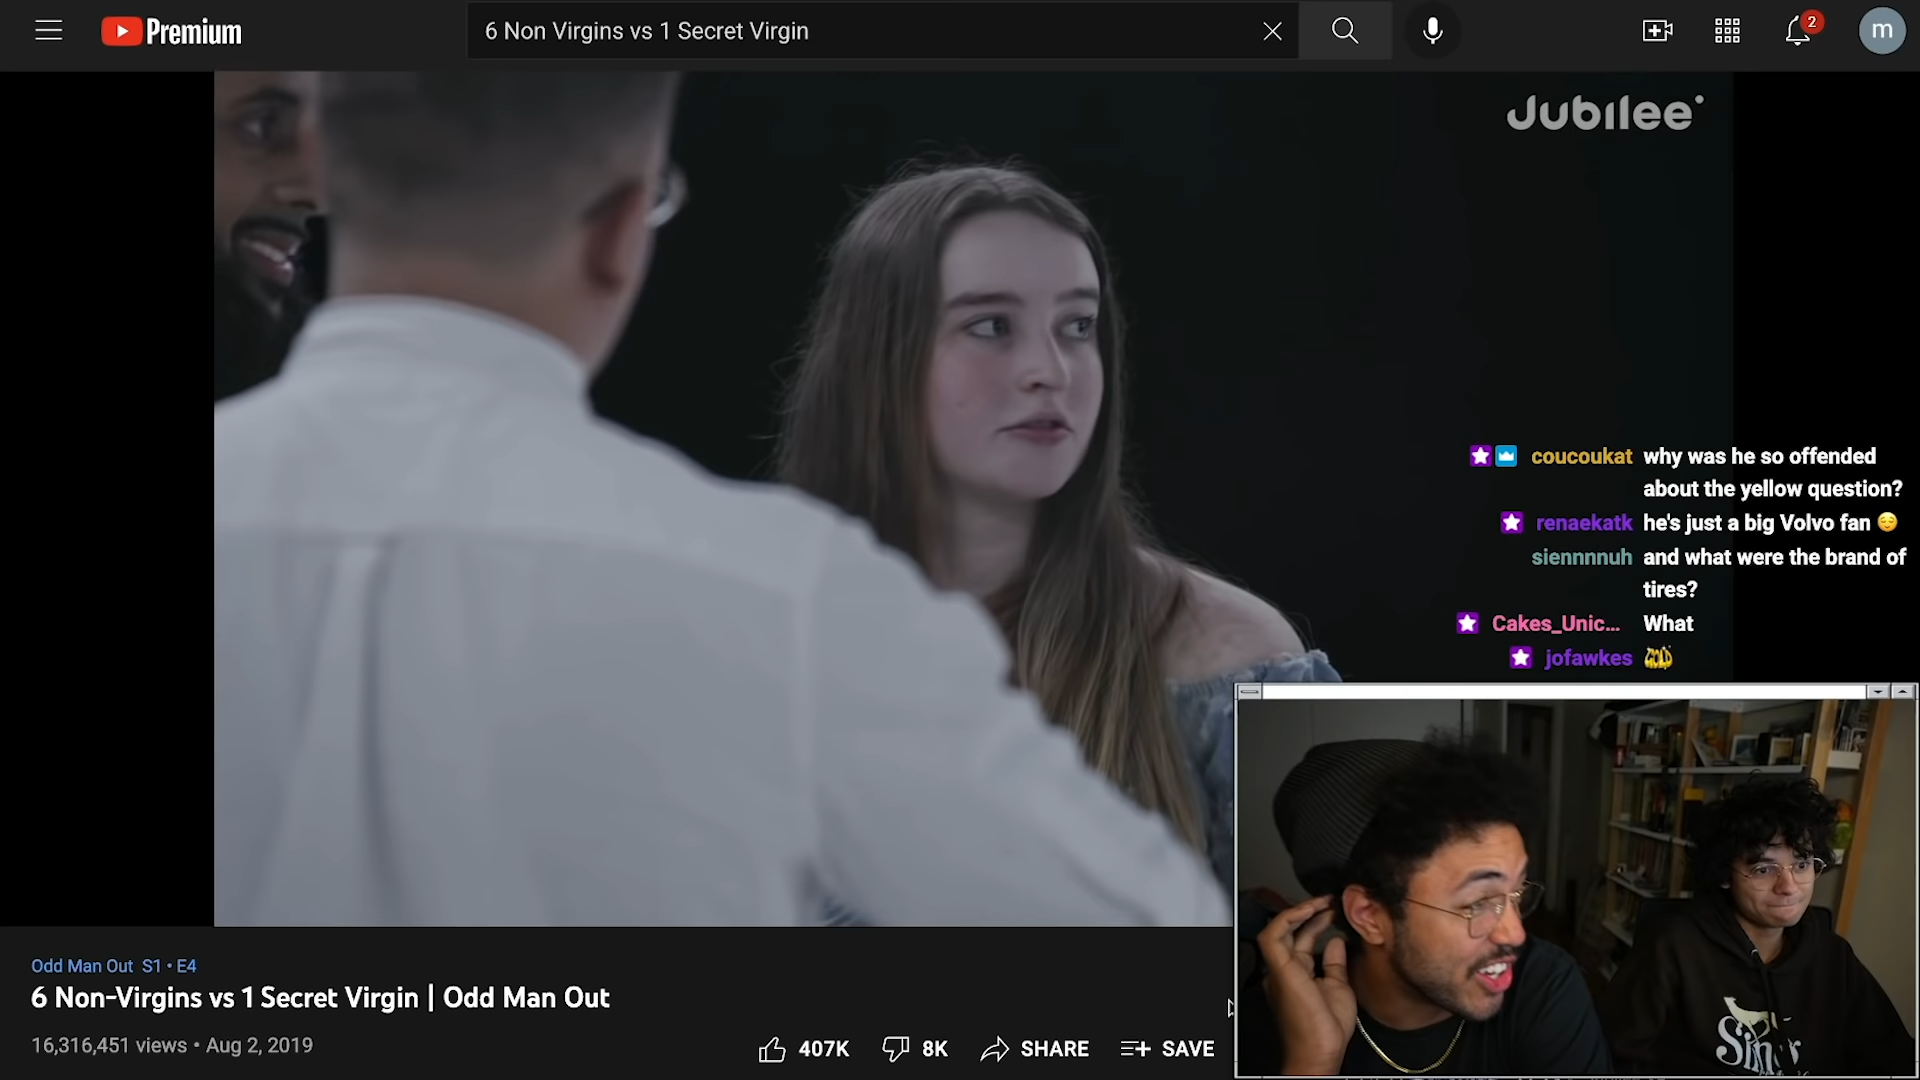 Premium
6 Non Virgins vs 1 Secret Virgin
2
m
Jubilee
coucoukat why was he so offended
about the yellow question?
renaekatk he's just a big Volvo fan
siennnnuh and what were the brand of
tires?
Cakes_Unic... What
jofawkes GOLD
Odd Man Out S1 • E4
6 Non-Virgins vs 1 Secret Virgin | Odd Man Out
16,316,451 views • Aug 2, 2019
407K
8K
SHARE
SAVE